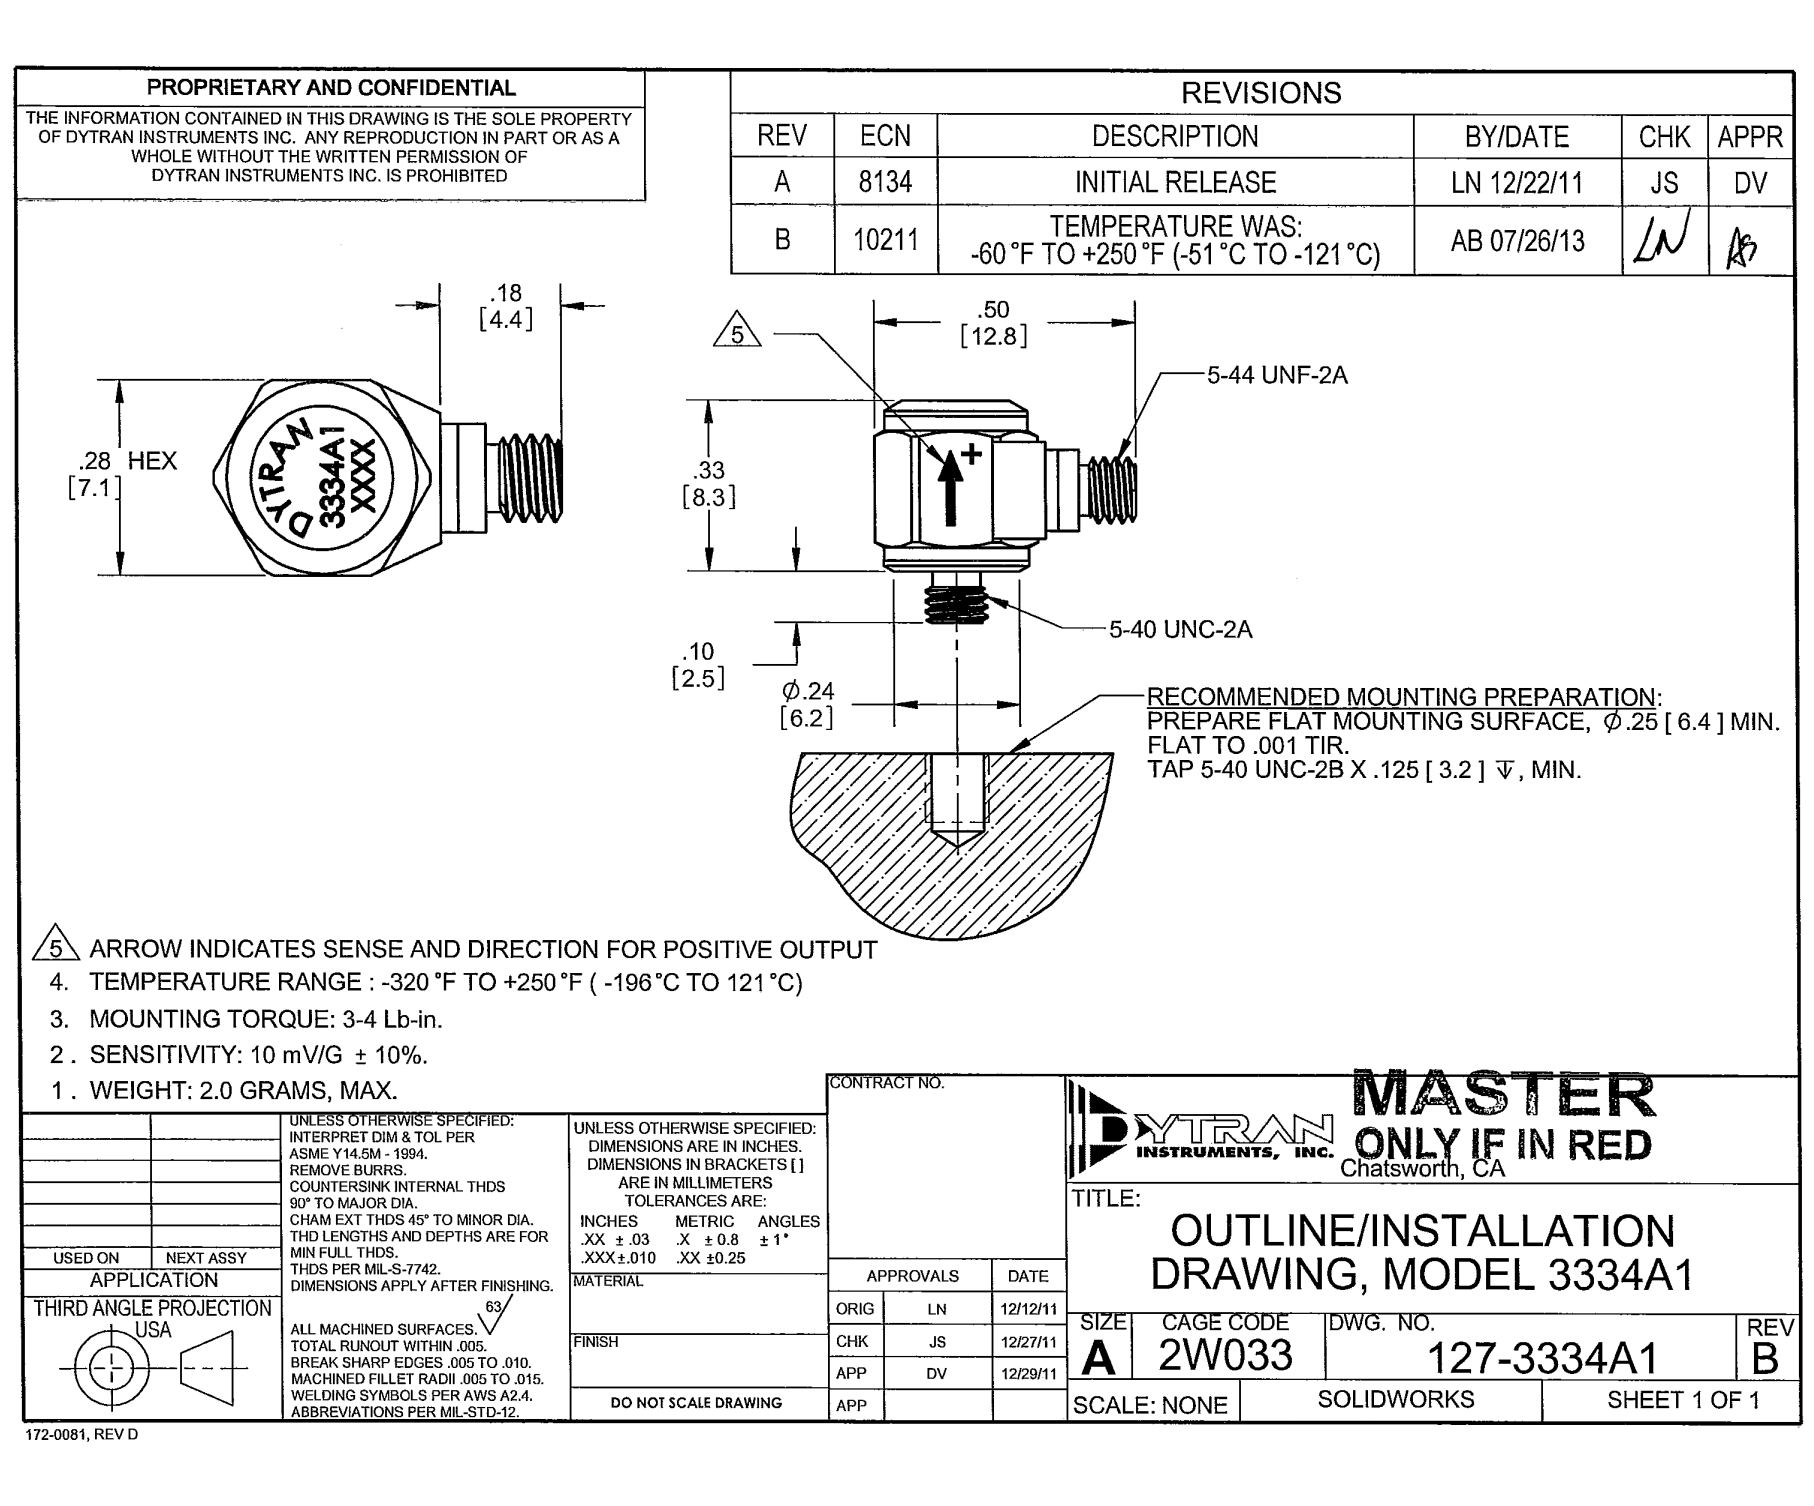 PROPRIETARY AND CONFIDENTIAL
THE INFORMATION CONTAINED IN THIS DRAWING IS THE SOLE PROPERTY
OF DYTRAN INSTRUMENTS INC. ANY REPRODUCTION IN PART OR AS A
WHOLE WITHOUT THE WRITTEN PERMISSION OF
DYTRAN INSTRUMENTS INC. IS PROHIBITED
REVISIONS
REV ECN DESCRIPTION BY/DATE CHK APPR
A 8134 INITIAL RELEASE LN 12/22/11 JS DV
B 10211 TEMPERATURE WAS: AB 07/26/13 LN
-60°F TO +250°F (-51°C TO -121°C)
.18
[4.4]
.28 HEX
[7.1]
DYTRAN
3334A1
XXXX
5
.50
[12.8]
5-44 UNF-2A
+
.33
[8.3]
5-40 UNC-2A
.10
[2.5]
Ø.24
[6.2]
RECOMMENDED MOUNTING PREPARATION:
PREPARE FLAT MOUNTING SURFACE, Ø.25 [ 6.4 ] MIN.
FLAT TO .001 TIR.
TAP 5-40 UNC-2B X .125 [ 3.2 ] ↧, MIN.
5 ARROW INDICATES SENSE AND DIRECTION FOR POSITIVE OUTPUT
4. TEMPERATURE RANGE : -320°F TO +250°F ( -196°C TO 121°C)
3. MOUNTING TORQUE: 3-4 Lb-in.
2 . SENSITIVITY: 10 mV/G ± 10%.
1 . WEIGHT: 2.0 GRAMS, MAX.
USED ON NEXT ASSY
APPLICATION
THIRD ANGLE PROJECTION
USA
UNLESS OTHERWISE SPECIFIED:
INTERPRET DIM & TOL PER
ASME Y14.5M - 1994.
REMOVE BURRS.
COUNTERSINK INTERNAL THDS
90° TO MAJOR DIA.
CHAM EXT THDS 45° TO MINOR DIA.
THD LENGTHS AND DEPTHS ARE FOR
MIN FULL THDS.
THDS PER MIL-S-7742.
DIMENSIONS APPLY AFTER FINISHING.
63
ALL MACHINED SURFACES.
TOTAL RUNOUT WITHIN .005.
BREAK SHARP EDGES .005 TO .010.
MACHINED FILLET RADII .005 TO .015.
WELDING SYMBOLS PER AWS A2.4.
ABBREVIATIONS PER MIL-STD-12.
UNLESS OTHERWISE SPECIFIED:
DIMENSIONS ARE IN INCHES.
DIMENSIONS IN BRACKETS [ ]
ARE IN MILLIMETERS
TOLERANCES ARE:
INCHES METRIC ANGLES
.XX ± .03 .X ± 0.8 ± 1°
.XXX±.010 .XX ±0.25
MATERIAL
FINISH
DO NOT SCALE DRAWING
CONTRACT NO.
APPROVALS DATE
ORIG LN 12/12/11
CHK JS 12/27/11
APP DV 12/29/11
APP
DYTRAN
INSTRUMENTS, INC.
MASTER
ONLY IF IN RED
Chatsworth, CA
TITLE:
OUTLINE/INSTALLATION
DRAWING, MODEL 3334A1
SIZE CAGE CODE DWG. NO. REV
A 2W033 127-3334A1 B
SCALE: NONE SOLIDWORKS SHEET 1 OF 1
172-0081, REV D